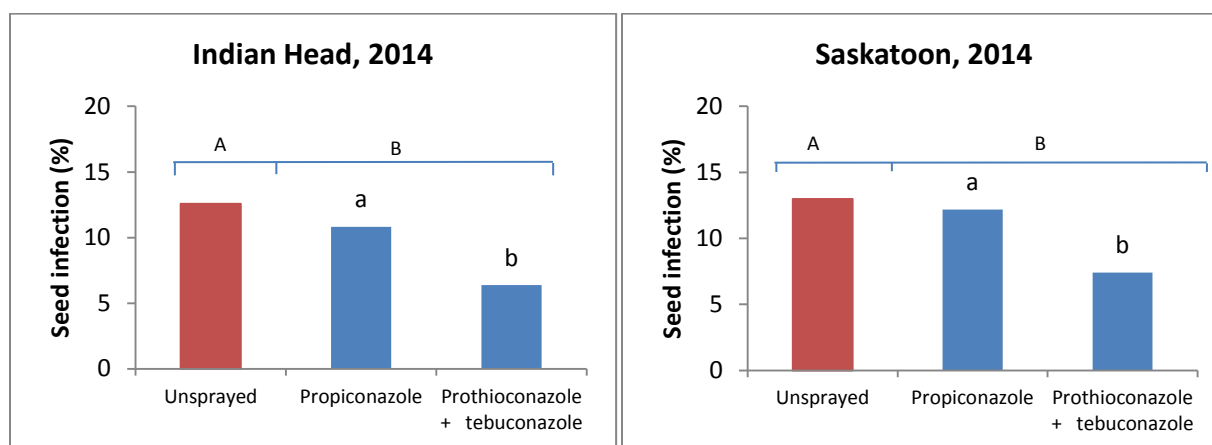 Indian Head, 2014
Seed infection (%)
20
15
10
5
0
A
B
a
b
Unsprayed
Propiconazole
Prothioconazole
+ tebuconazole
Saskatoon, 2014
Seed infection (%)
20
15
10
5
0
A
B
a
b
Unsprayed
Propiconazole
Prothioconazole
+ tebuconazole